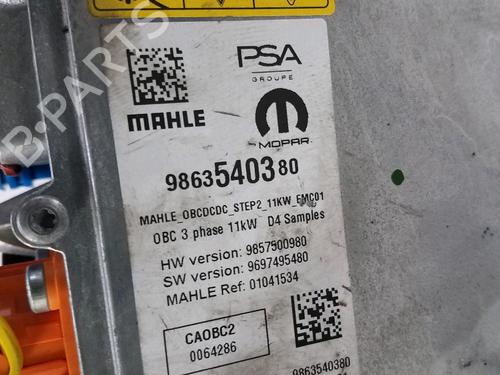 PSA
GROUPE
MAHLE
MOPAR
9863540380
MAHLE_OBCDCDC_STEP2_11KW_EMC01
OBC 3 phase 11kW D4 Samples
HW version: 9857500980
SW version: 9697495480
MAHLE Ref: 01041534
CAOBC2
0064286
9863540380
B-PARTS